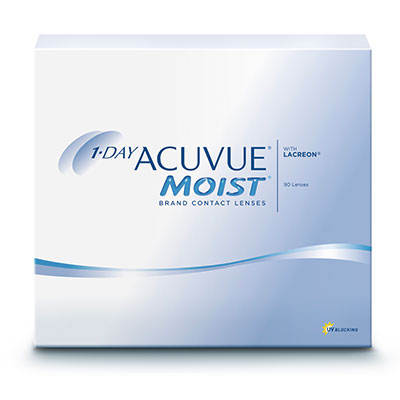 1·DAY ACUVUE®
MOIST®
BRAND CONTACT LENSES
WITH
LACREON®
90 Lenses
UV BLOCKING